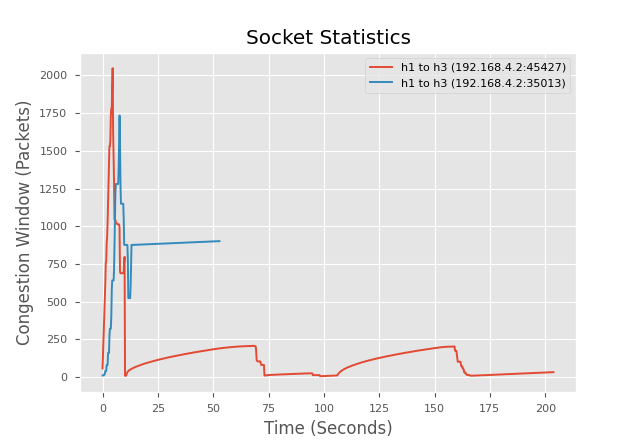 Socket Statistics
h1 to h3 (192.168.4.2:45427)
h1 to h3 (192.168.4.2:35013)
Congestion Window (Packets)
2000
1750
1500
1250
1000
750
500
250
0
0 25 50 75 100 125 150 175 200
Time (Seconds)